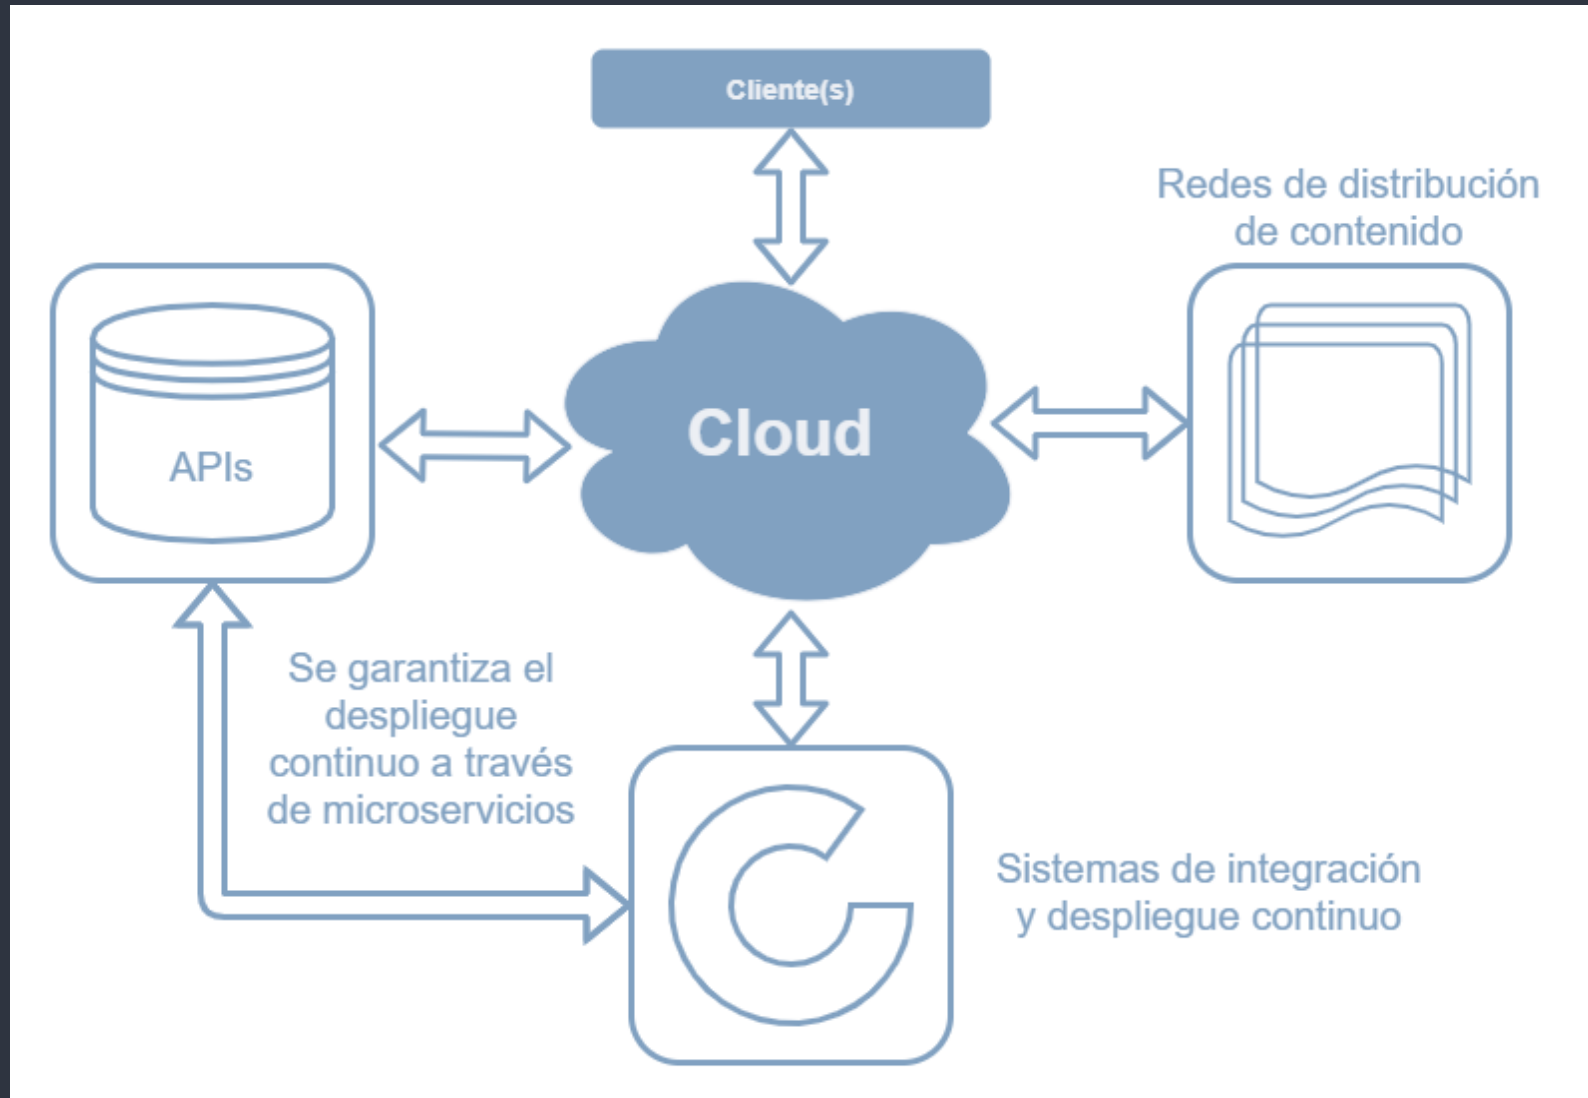 Cliente(s)
Redes de distribución
de contenido
Cloud
APIs
Se garantiza el
despliegue
continuo a través
de microservicios
Sistemas de integración
y despliegue continuo